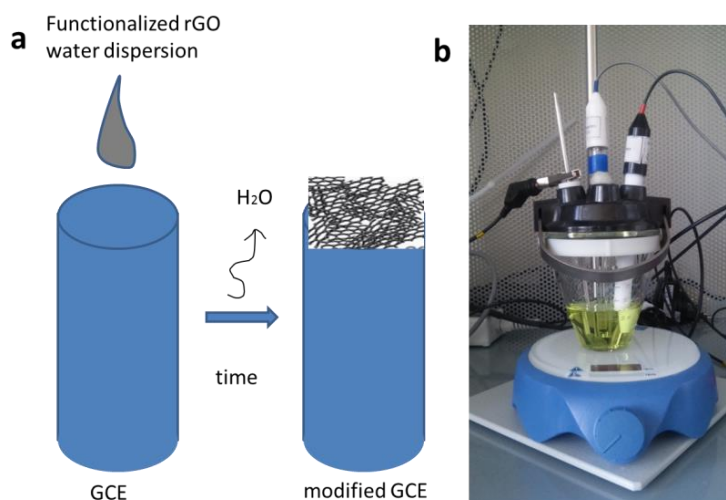 a
Functionalized rGO
water dispersion
H₂O
time
GCE
modified GCE
b